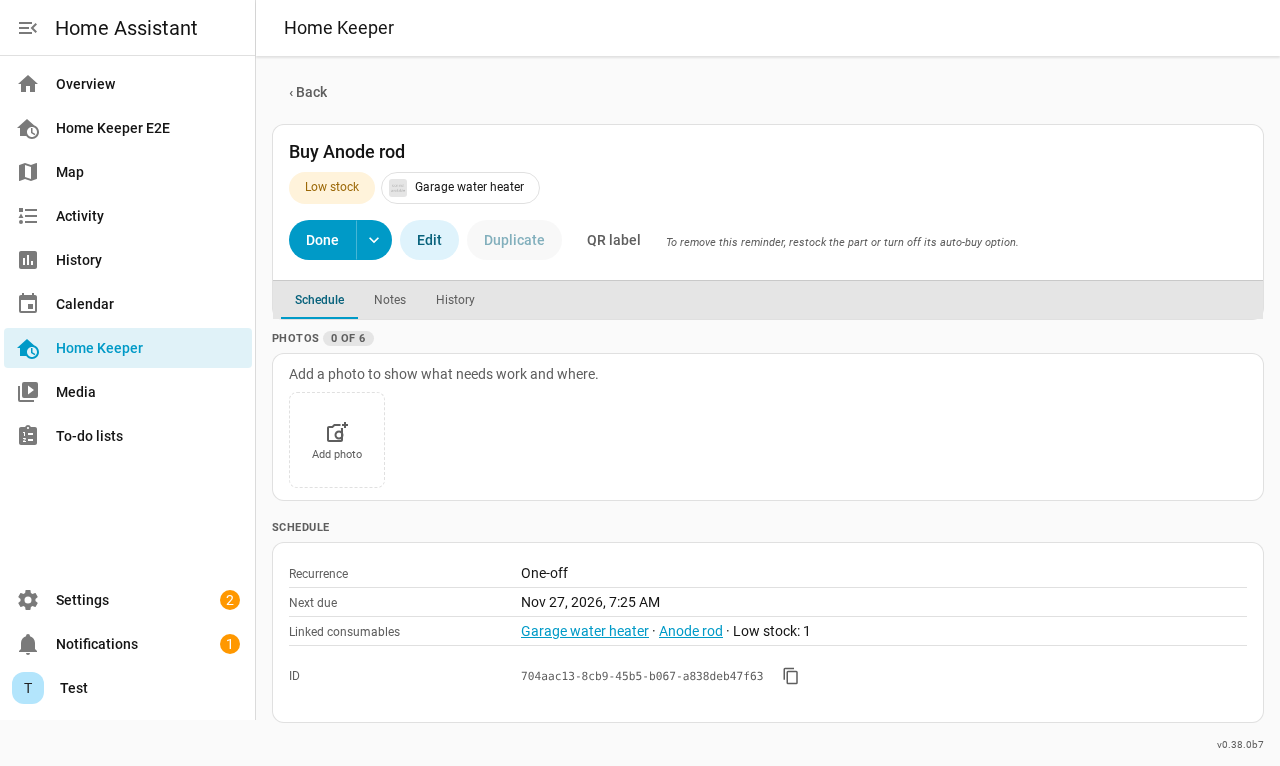 Home Assistant
Home Keeper
Overview
Home Keeper E2E
Map
Activity
History
Calendar
Home Keeper
Media
To-do lists
Settings 2
Notifications 1
T Test
‹ Back
Buy Anode rod
Low stock
Garage water heater
Done
Edit
Duplicate
QR label
To remove this reminder, restock the part or turn off its auto-buy option.
Schedule
Notes
History
PHOTOS 0 OF 6
Add a photo to show what needs work and where.
Add photo
SCHEDULE
Recurrence One-off
Next due Nov 27, 2026, 7:25 AM
Linked consumables Garage water heater · Anode rod · Low stock: 1
ID 704aac13-8cb9-45b5-b067-a838deb47f63
v0.38.0b7